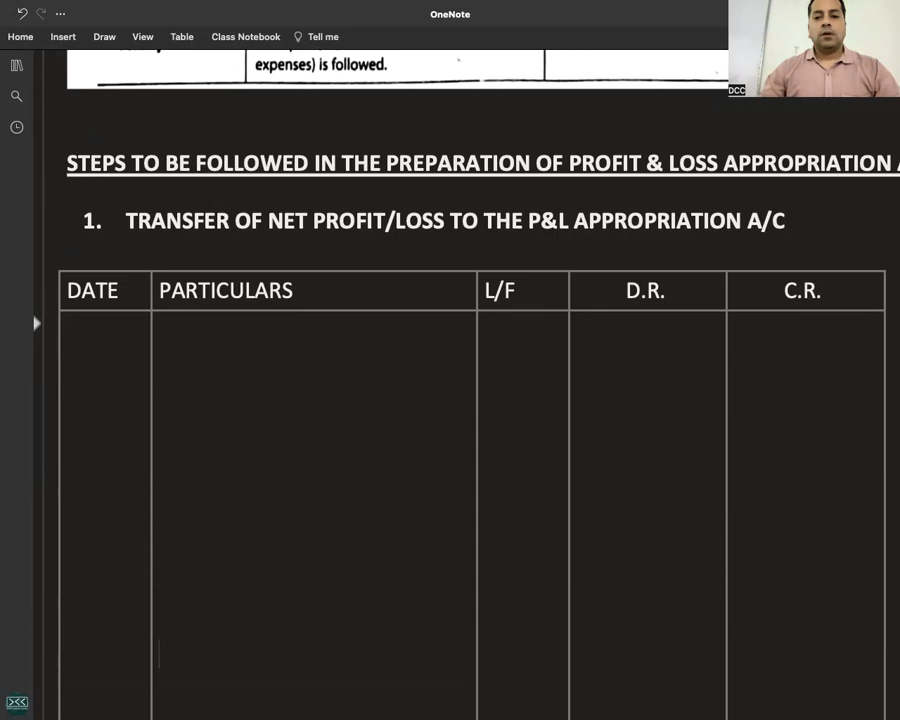 OneNote
Home Insert Draw View Table Class Notebook Tell me
expenses) is followed.
DCC
STEPS TO BE FOLLOWED IN THE PREPARATION OF PROFIT & LOSS APPROPRIATION
1. TRANSFER OF NET PROFIT/LOSS TO THE P&L APPROPRIATION A/C
DATE PARTICULARS L/F D.R. C.R.